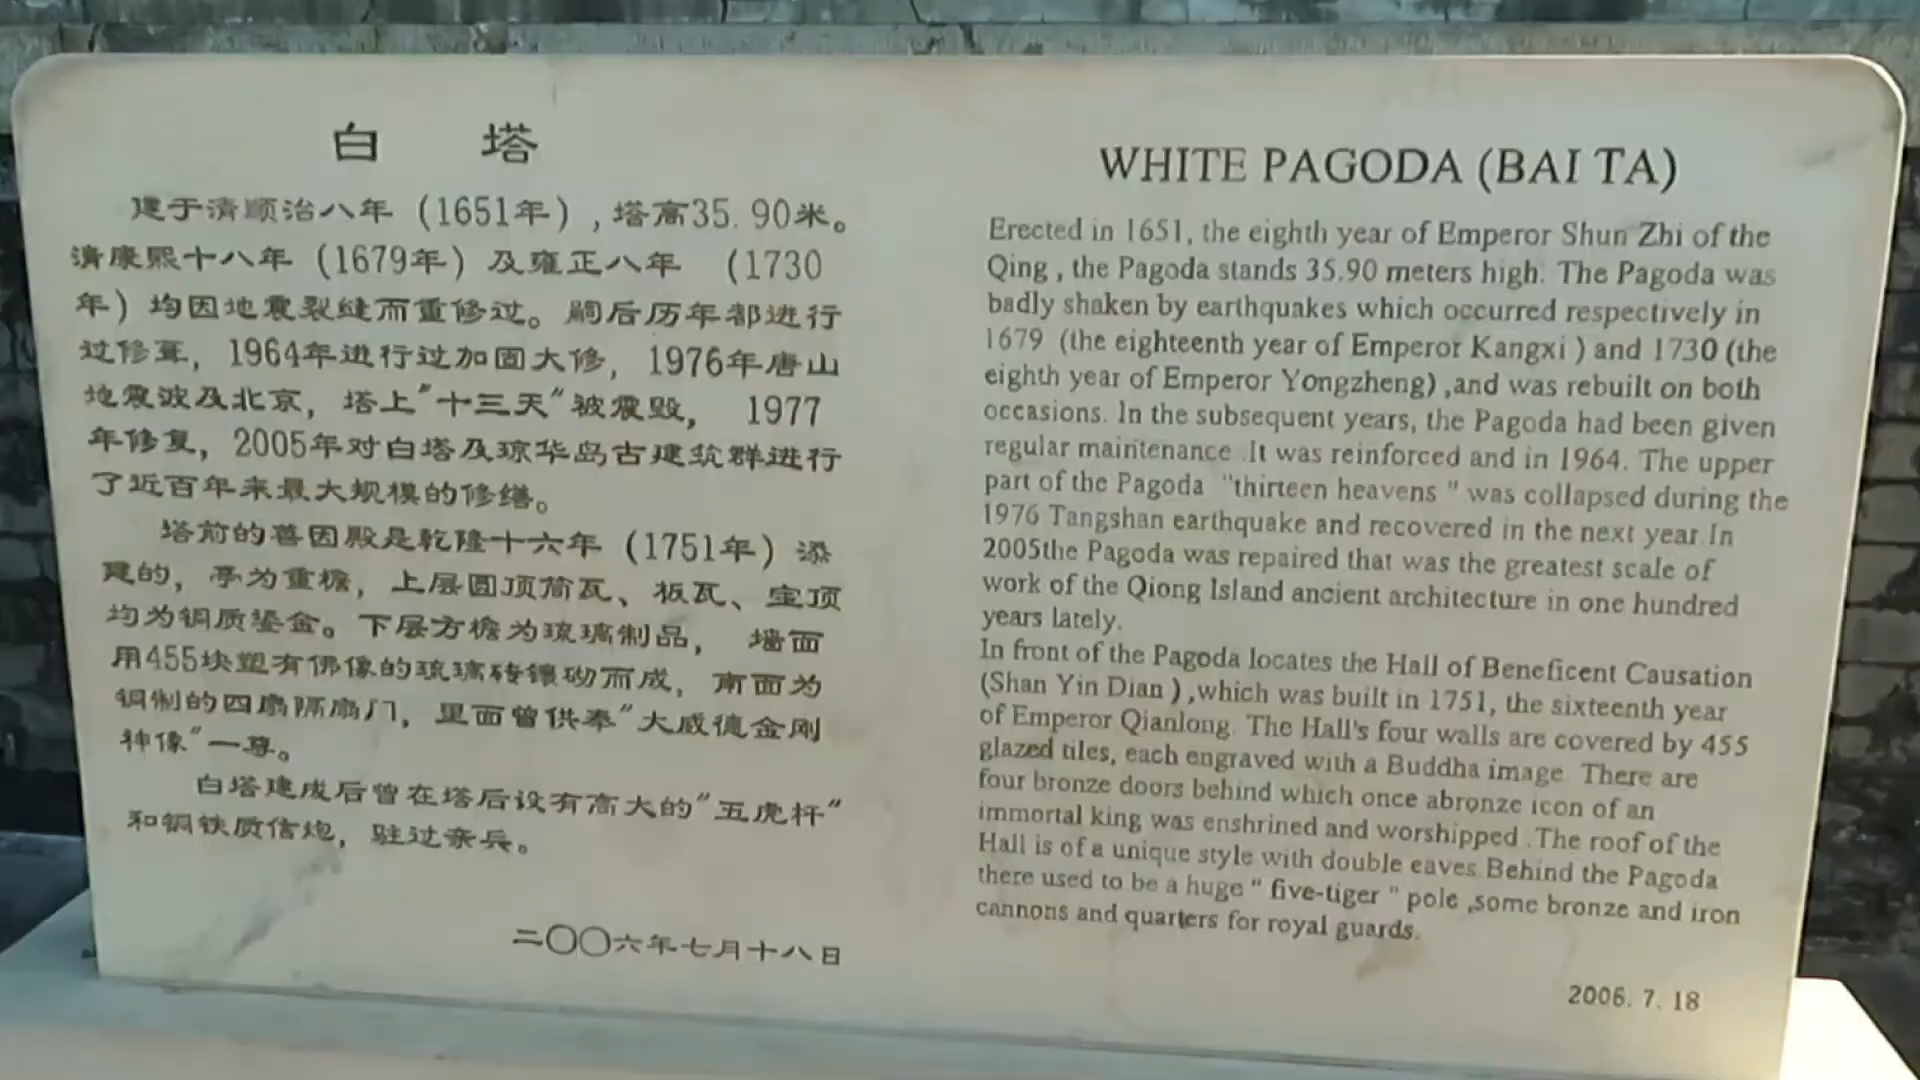 白 塔
建于清顺治八年（1651年）,塔高35.90米。
清康熙十八年（1679年）及雍正八年（1730
年）均因地震裂缝而重修过。嗣后历年都进行
过修葺，1964年进行过加固大修，1976年唐山
地震波及北京，塔上"十三天"被震毁，1977
年修复，2005年对白塔及琼华岛古建筑群进行
了近百年来最大规模的修缮。
塔前的善因殿是乾隆十六年（1751年）添
建的，亭为重檐，上层圆顶筒瓦、板瓦、宝顶
均为铜质鎏金。下层方檐为琉璃制品，墙面
用455块塑有佛像的琉璃砖镶砌而成，南面为
铜制的四扇隔扇门，里面曾供奉"大威德金刚
神像"一尊。
白塔建成后曾在塔后设有高大的"五虎杆"
和铜铁质信炮，驻过亲兵。
二〇〇六年七月十八日
WHITE PAGODA (BAI TA)
Erected in 1651, the eighth year of Emperor Shun Zhi of the
Qing , the Pagoda stands 35.90 meters high. The Pagoda was
badly shaken by earthquakes which occurred respectively in
1679 (the eighteenth year of Emperor Kangxi ) and 1730 (the
eighth year of Emperor Yongzheng) ,and was rebuilt on both
occasions. In the subsequent years, the Pagoda had been given
regular maintenance .It was reinforced and in 1964. The upper
part of the Pagoda "thirteen heavens " was collapsed during the
1976 Tangshan earthquake and recovered in the next year.In
2005the Pagoda was repaired that was the greatest scale of
work of the Qiong Island ancient architecture in one hundred
years lately.
In front of the Pagoda locates the Hall of Beneficent Causation
(Shan Yin Dian ) ,which was built in 1751, the sixteenth year
of Emperor Qianlong. The Hall's four walls are covered by 455
glazed tiles, each engraved with a Buddha image. There are
four bronze doors behind which once abronze icon of an
immortal king was enshrined and worshipped .The roof of the
Hall is of a unique style with double eaves.Behind the Pagoda
there used to be a huge " five-tiger " pole ,some bronze and iron
cannons and quarters for royal guards.
2006. 7. 18